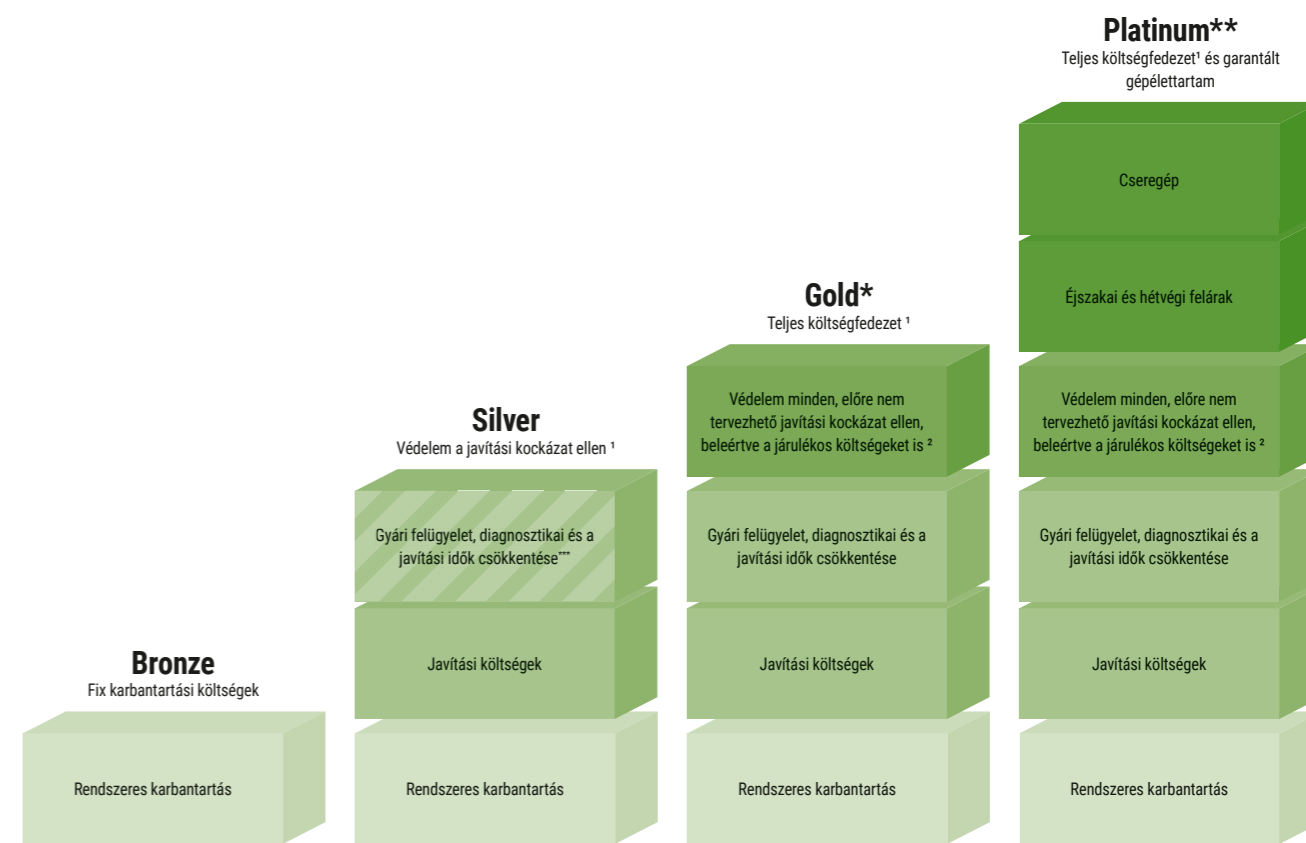 Platinum**
Teljes költségfedezet¹ és garantált
gépélettartam
Cseregép
Éjszakai és hétvégi felárak
Védelem minden, előre nem
tervezhető javítási kockázat ellen,
beleértve a járulékos költségeket is ²
Gyári felügyelet, diagnosztikai és a
javítási idők csökkentése
Javítási költségek
Rendszeres karbantartás
Gold*
Teljes költségfedezet ¹
Védelem minden, előre nem
tervezhető javítási kockázat ellen,
beleértve a járulékos költségeket is ²
Gyári felügyelet, diagnosztikai és a
javítási idők csökkentése
Javítási költségek
Rendszeres karbantartás
Silver
Védelem a javítási kockázat ellen ¹
Gyári felügyelet, diagnosztikai és a
javítási idők csökkentése***
Javítási költségek
Rendszeres karbantartás
Bronze
Fix karbantartási költségek
Rendszeres karbantartás